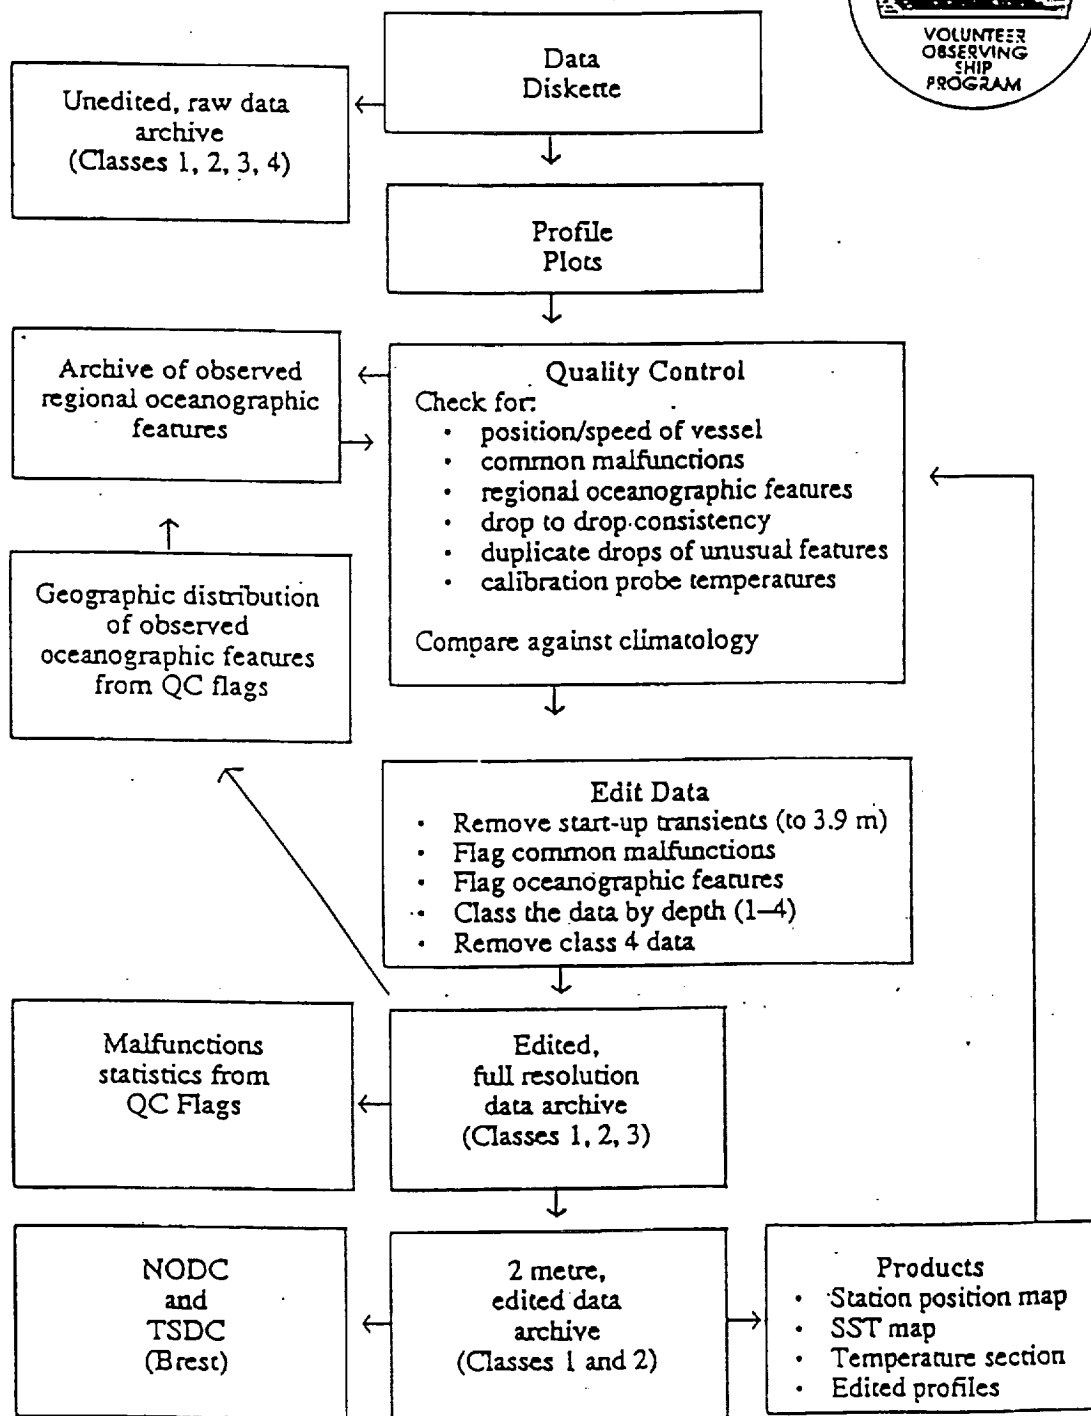 VOLUNTEER
OBSERVING
SHIP
PROGRAM
Data
Diskette
Unedited, raw data
archive
(Classes 1, 2, 3, 4)
Profile
Plots
Archive of observed
regional oceanographic
features
Quality Control
Check for:
• position/speed of vessel
• common malfunctions
• regional oceanographic features
• drop to drop consistency
• duplicate drops of unusual features
• calibration probe temperatures
Compare against climatology
Geographic distribution
of observed
oceanographic features
from QC flags
Edit Data
• Remove start-up transients (to 3.9 m)
• Flag common malfunctions
• Flag oceanographic features
• Class the data by depth (1–4)
• Remove class 4 data
Malfunctions
statistics from
QC Flags
Edited,
full resolution
data archive
(Classes 1, 2, 3)
NODC
and
TSDC
(Brest)
2 metre,
edited data
archive
(Classes 1 and 2)
Products
• Station position map
• SST map
• Temperature section
• Edited profiles